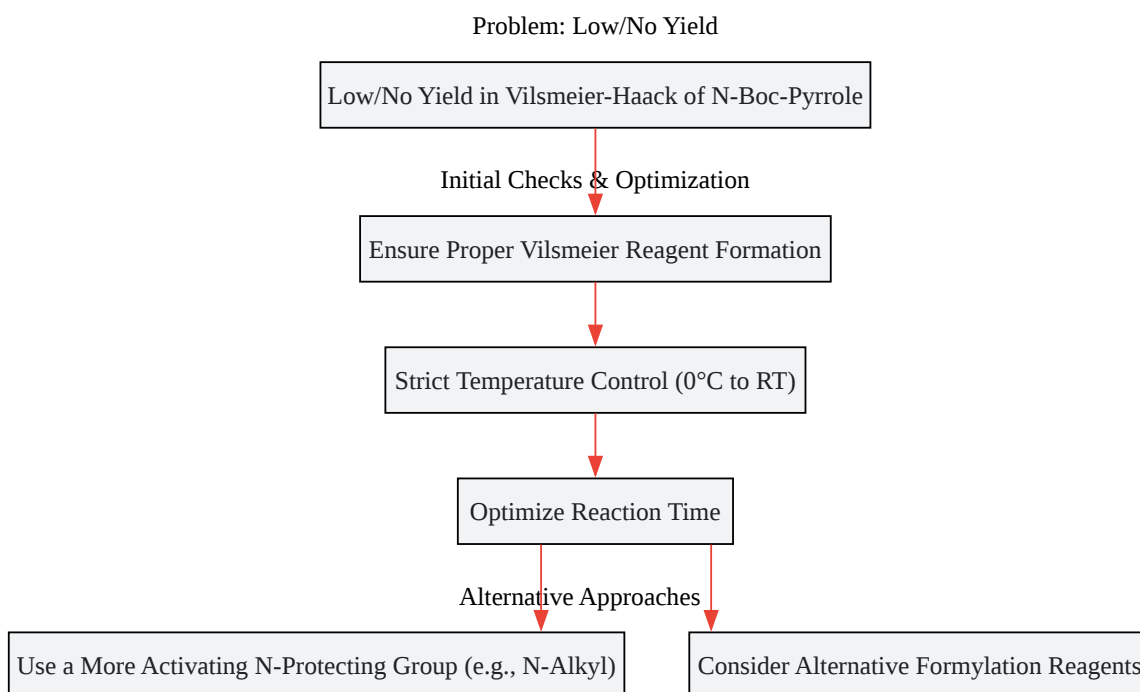 Problem: Low/No Yield
Low/No Yield in Vilsmeier-Haack of N-Boc-Pyrrole
Initial Checks & Optimization
Ensure Proper Vilsmeier Reagent Formation
Strict Temperature Control (0°C to RT)
Optimize Reaction Time
Alternative Approaches
Use a More Activating N-Protecting Group (e.g., N-Alkyl)
Consider Alternative Formylation Reagents